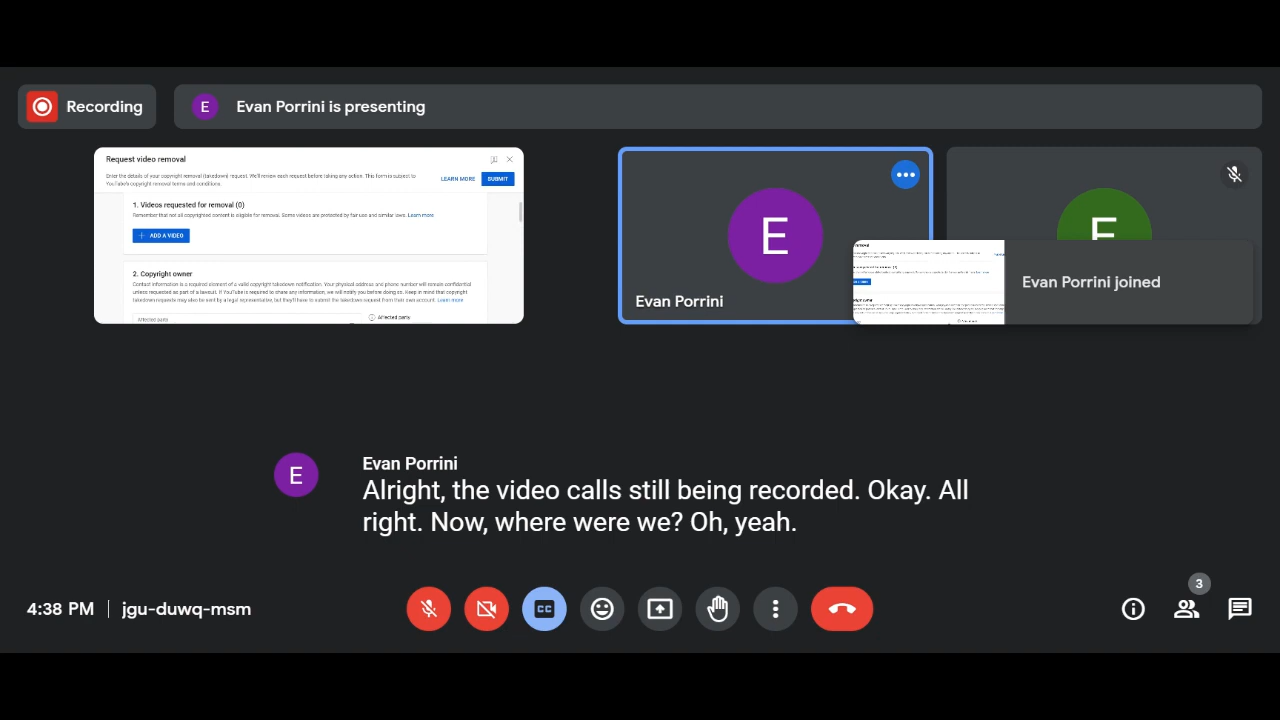 Recording
E
Evan Porrini is presenting
Request video removal
Enter the details of your copyright removal (takedown) request. We'll review each request before taking any action. This form is subject to
YouTube's copyright removal terms and conditions.
LEARN MORE
SUBMIT
1. Videos requested for removal (0)
Remember that not all copyrighted content is eligible for removal. Some videos are protected by fair use and similar laws. Learn more
ADD A VIDEO
2. Copyright owner
Contact information is a required element of a valid copyright takedown notification. Your physical address and phone number will remain confidential
unless requested as part of a lawsuit. If YouTube is required to share any information, we will notify you before doing so. Keep in mind that copyright
takedown requests may also be sent by a legal representative, but they'll have to submit the takedown request from their own account. Learn more
Affected party
Affected party
E
Evan Porrini
E
Evan Porrini joined
E
Evan Porrini
Alright, the video calls still being recorded. Okay. All
right. Now, where were we? Oh, yeah.
4:38 PM
jgu-duwq-msm
CC
3